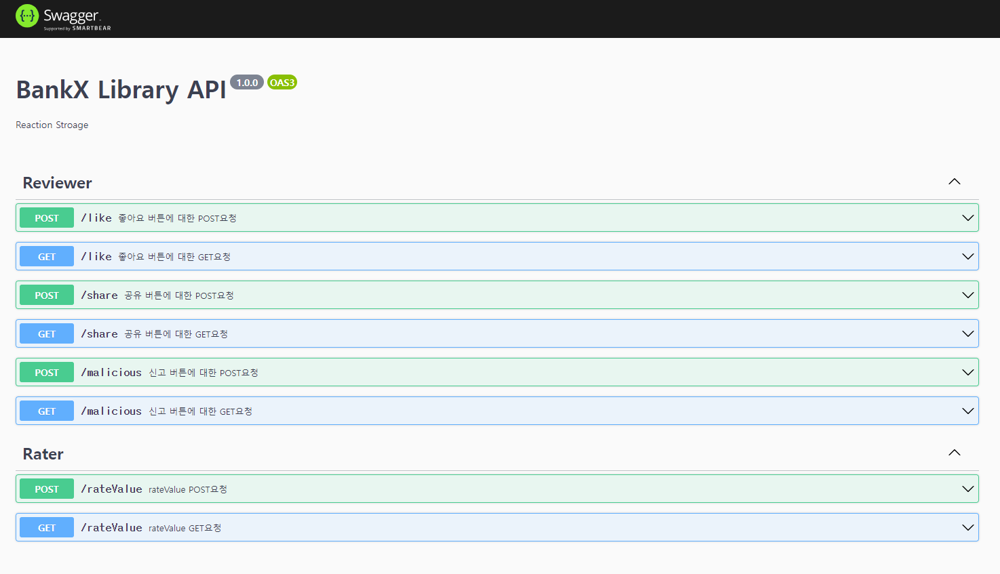 {···} Swagger
Supported by SMARTBEAR
BankX Library API 1.0.0 OAS3
Reaction Stroage
Reviewer
POST /like 좋아요 버튼에 대한 POST요청
GET /like 좋아요 버튼에 대한 GET요청
POST /share 공유 버튼에 대한 POST요청
GET /share 공유 버튼에 대한 GET요청
POST /malicious 신고 버튼에 대한 POST요청
GET /malicious 신고 버튼에 대한 GET요청
Rater
POST /rateValue rateValue POST요청
GET /rateValue rateValue GET요청